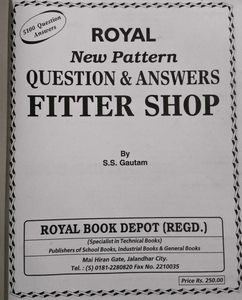 5100 Question
Answers
ROYAL
New Pattern
QUESTION & ANSWERS
FITTER SHOP
By
S.S. Gautam
ROYAL BOOK DEPOT (REGD.)
(Specialist in Technical Books)
Publishers of School Books, Industrial Books & General Books
Mai Hiran Gate, Jalandhar City.
Tel. : (S) 0181-2280820 Fax No. 2210035
Price Rs. 250.00